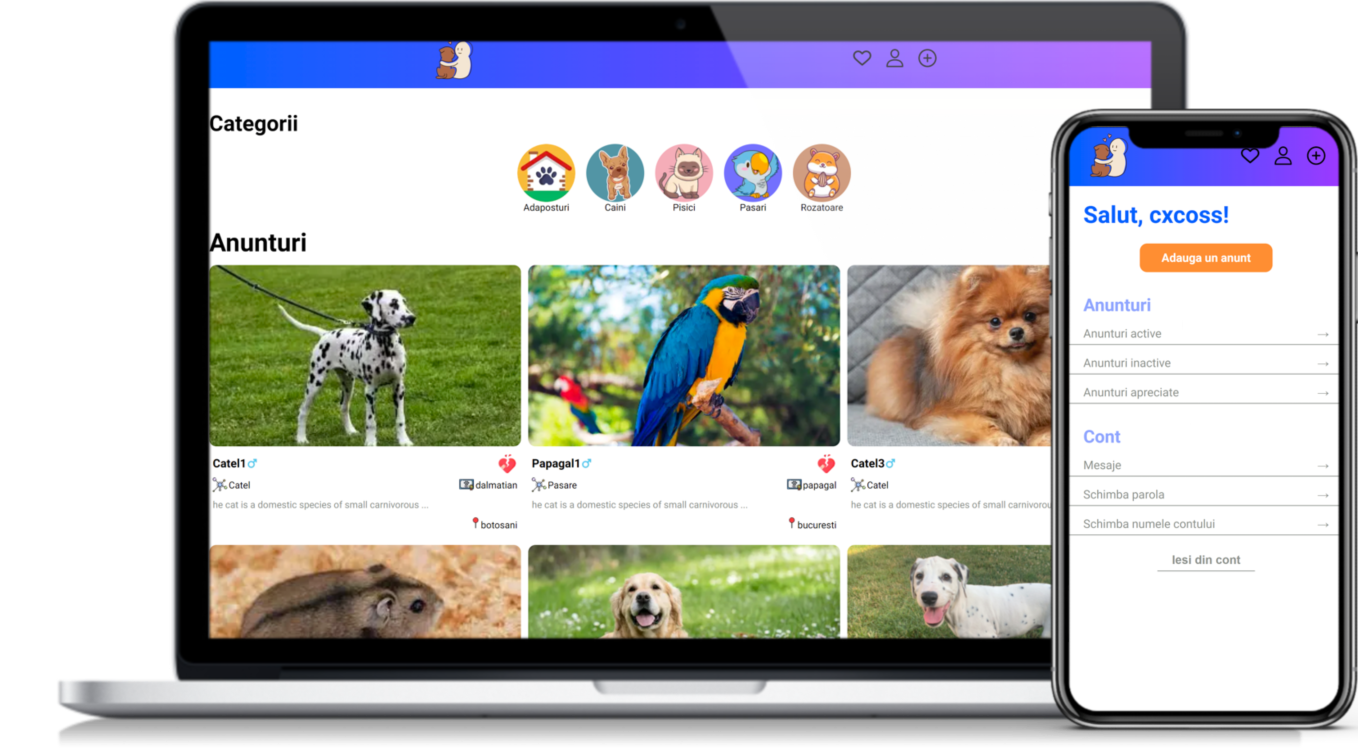 Categorii
Adaposturi
Caini
Pisici
Pasari
Rozatoare
Anunturi
Catel1
Catel
dalmatian
he cat is a domestic species of small carnivorous ...
botosani
Papagal1
Pasare
papagal
he cat is a domestic species of small carnivorous ...
bucuresti
Catel3
Catel
he cat is a domestic species of small carnivorou
Salut, cxcoss!
Adauga un anunt
Anunturi
Anunturi active →
Anunturi inactive →
Anunturi apreciate →
Cont
Mesaje →
Schimba parola →
Schimba numele contului →
Iesi din cont